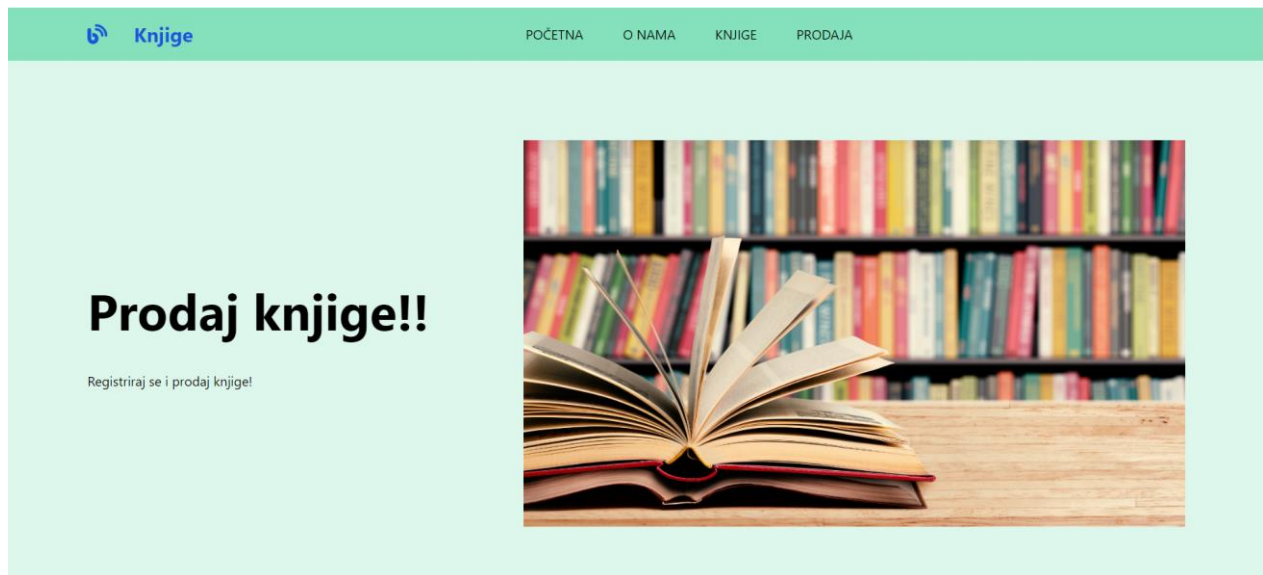 Knjige
POČETNA O NAMA KNJIGE PRODAJA
Prodaj knjige!!
Registriraj se i prodaj knjige!